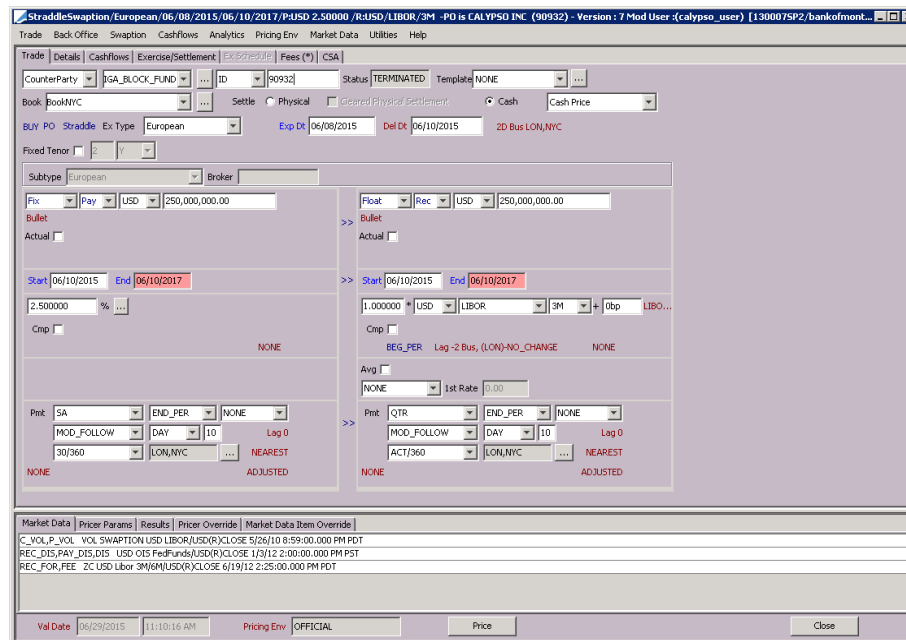 StraddleSwaption/European/06/08/2015/06/10/2017/P:USD 2.50000 /R:USD/LIBOR/3M -PO is CALYPSO INC (90932) - Version : 7 Mod User :(calypso_user) [130007SP2/bankofmont...
Trade Back Office Swaption Cashflows Analytics Pricing Env Market Data Utilities Help
Trade Details Cashflows Exercise/Settlement Ex Schedule Fees (*) CSA
CounterParty IGA_BLOCK_FUND ... ID 90932 Status TERMINATED Template NONE ...
Book BookNYC ... Settle Physical Cleared Physical Settlement Cash Cash Price
BUY PO Straddle Ex Type European Exp Dt 06/08/2015 Del Dt 06/10/2015 2D Bus LON,NYC
Fixed Tenor 2 Y
Subtype European Broker
Fix Pay USD 250,000,000.00 Float Rec USD 250,000,000.00
Bullet >> Bullet
Actual Actual
Start 06/10/2015 End 06/10/2017 >> Start 06/10/2015 End 06/10/2017
2.500000 % ... 1.000000 * USD LIBOR 3M + 0bp LIBO...
Cmp Cmp
NONE BEG_PER Lag -2 Bus, (LON)-NO_CHANGE NONE
Avg
NONE 1st Rate 0.00
Pmt SA END_PER NONE >> Pmt QTR END_PER NONE
MOD_FOLLOW DAY 10 Lag 0 MOD_FOLLOW DAY 10 Lag 0
30/360 LON,NYC ... NEAREST ACT/360 LON,NYC ... NEAREST
NONE ADJUSTED NONE ADJUSTED
Market Data Pricer Params Results Pricer Override Market Data Item Override
C_VOL,P_VOL VOL SWAPTION USD LIBOR/USD(R)CLOSE 5/26/10 8:59:00.000 PM PDT
REC_DIS,PAY_DIS,DIS USD OIS FedFunds/USD(R)CLOSE 1/3/12 2:00:00.000 PM PST
REC_FOR,FEE ZC USD Libor 3M/6M/USD(R)CLOSE 6/19/12 2:25:00.000 PM PDT
Val Date 06/29/2015 11:10:16 AM Pricing Env OFFICIAL Price Close